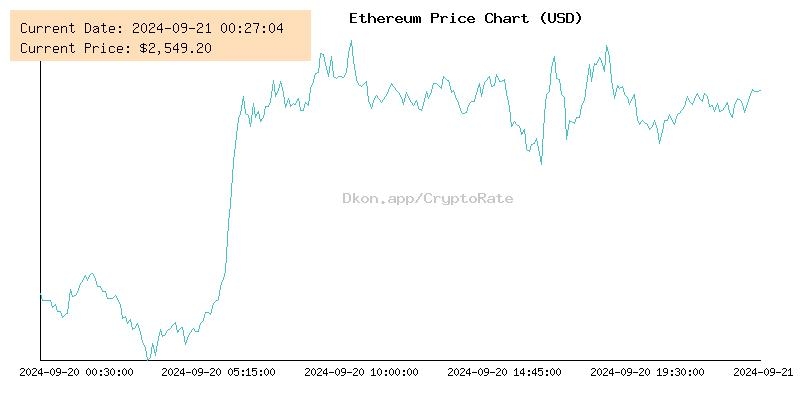 Ethereum Price Chart (USD)
Current Date: 2024-09-21 00:27:04
Current Price: $2,549.20
Dkon.app/CryptoRate
2024-09-20 00:30:00 2024-09-20 05:15:00 2024-09-20 10:00:00 2024-09-20 14:45:00 2024-09-20 19:30:00 2024-09-21